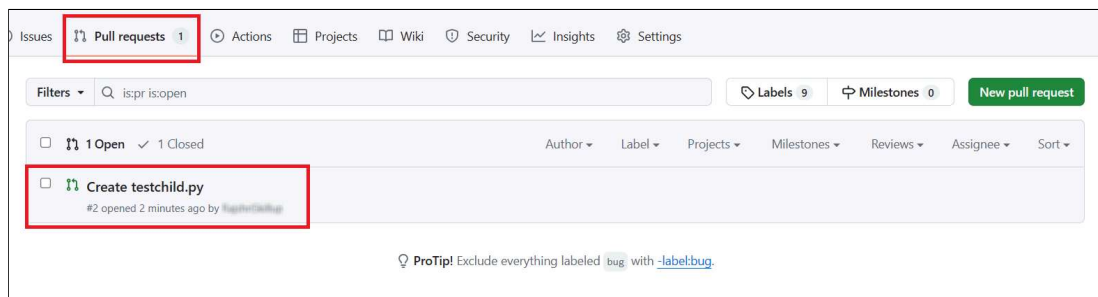 Issues Pull requests 1 Actions Projects Wiki Security Insights Settings
Filters is:pr is:open Labels 9 Milestones 0 New pull request
1 Open 1 Closed Author Label Projects Milestones Reviews Assignee Sort
Create testchild.py
#2 opened 2 minutes ago by
ProTip! Exclude everything labeled bug with -label:bug.